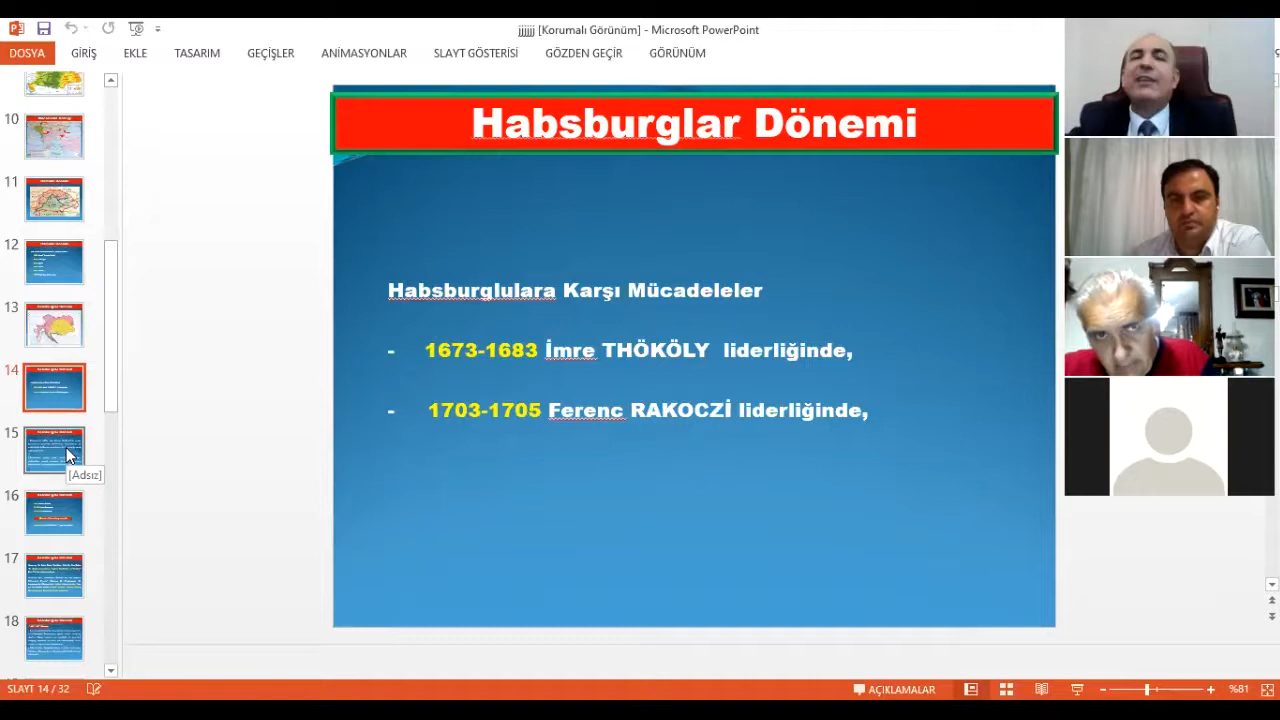 jjjjjj [Korumalı Görünüm] - Microsoft PowerPoint
DOSYA GİRİŞ EKLE TASARIM GEÇİŞLER ANİMASYONLAR SLAYT GÖSTERİSİ GÖZDEN GEÇİR GÖRÜNÜM
10
11
12
13
14
15
[Adsız]
16
17
18
Habsburglar Dönemi
Habsburglulara Karşı Mücadeleler
- 1673-1683 İmre THÖKÖLY liderliğinde,
- 1703-1705 Ferenc RAKOCZİ liderliğinde,
SLAYT 14 / 32 AÇIKLAMALAR %81